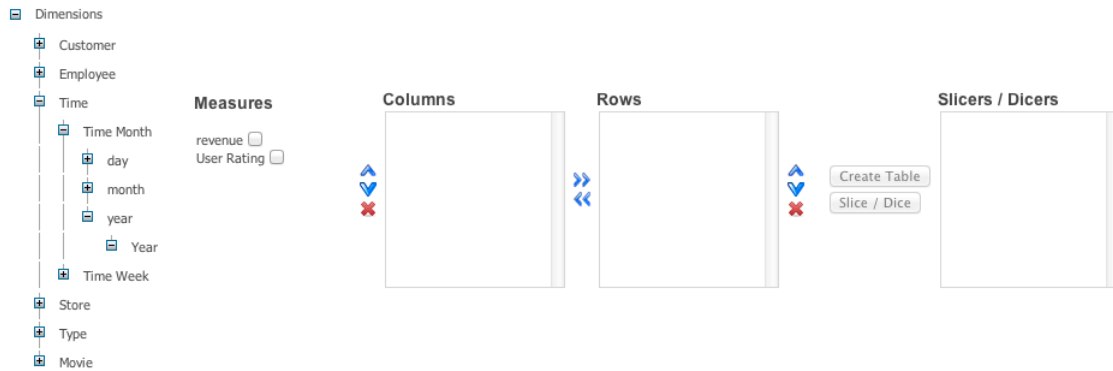 Dimensions
Customer
Employee
Time
Time Month
day
month
year
Year
Time Week
Store
Type
Movie
Measures
revenue
User Rating
Columns
Rows
Create Table
Slice / Dice
Slicers / Dicers